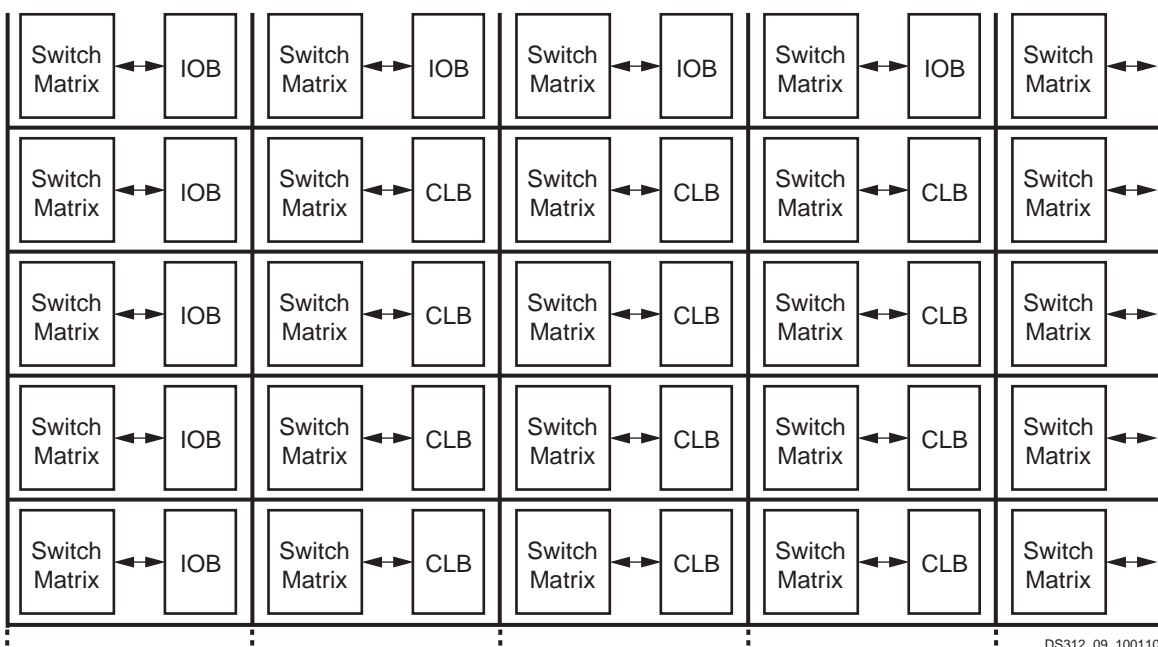 Switch
Matrix
IOB
Switch
Matrix
IOB
Switch
Matrix
IOB
Switch
Matrix
IOB
Switch
Matrix
Switch
Matrix
IOB
Switch
Matrix
CLB
Switch
Matrix
CLB
Switch
Matrix
CLB
Switch
Matrix
Switch
Matrix
IOB
Switch
Matrix
CLB
Switch
Matrix
CLB
Switch
Matrix
CLB
Switch
Matrix
Switch
Matrix
IOB
Switch
Matrix
CLB
Switch
Matrix
CLB
Switch
Matrix
CLB
Switch
Matrix
Switch
Matrix
IOB
Switch
Matrix
CLB
Switch
Matrix
CLB
Switch
Matrix
CLB
Switch
Matrix
DS312_09_100110